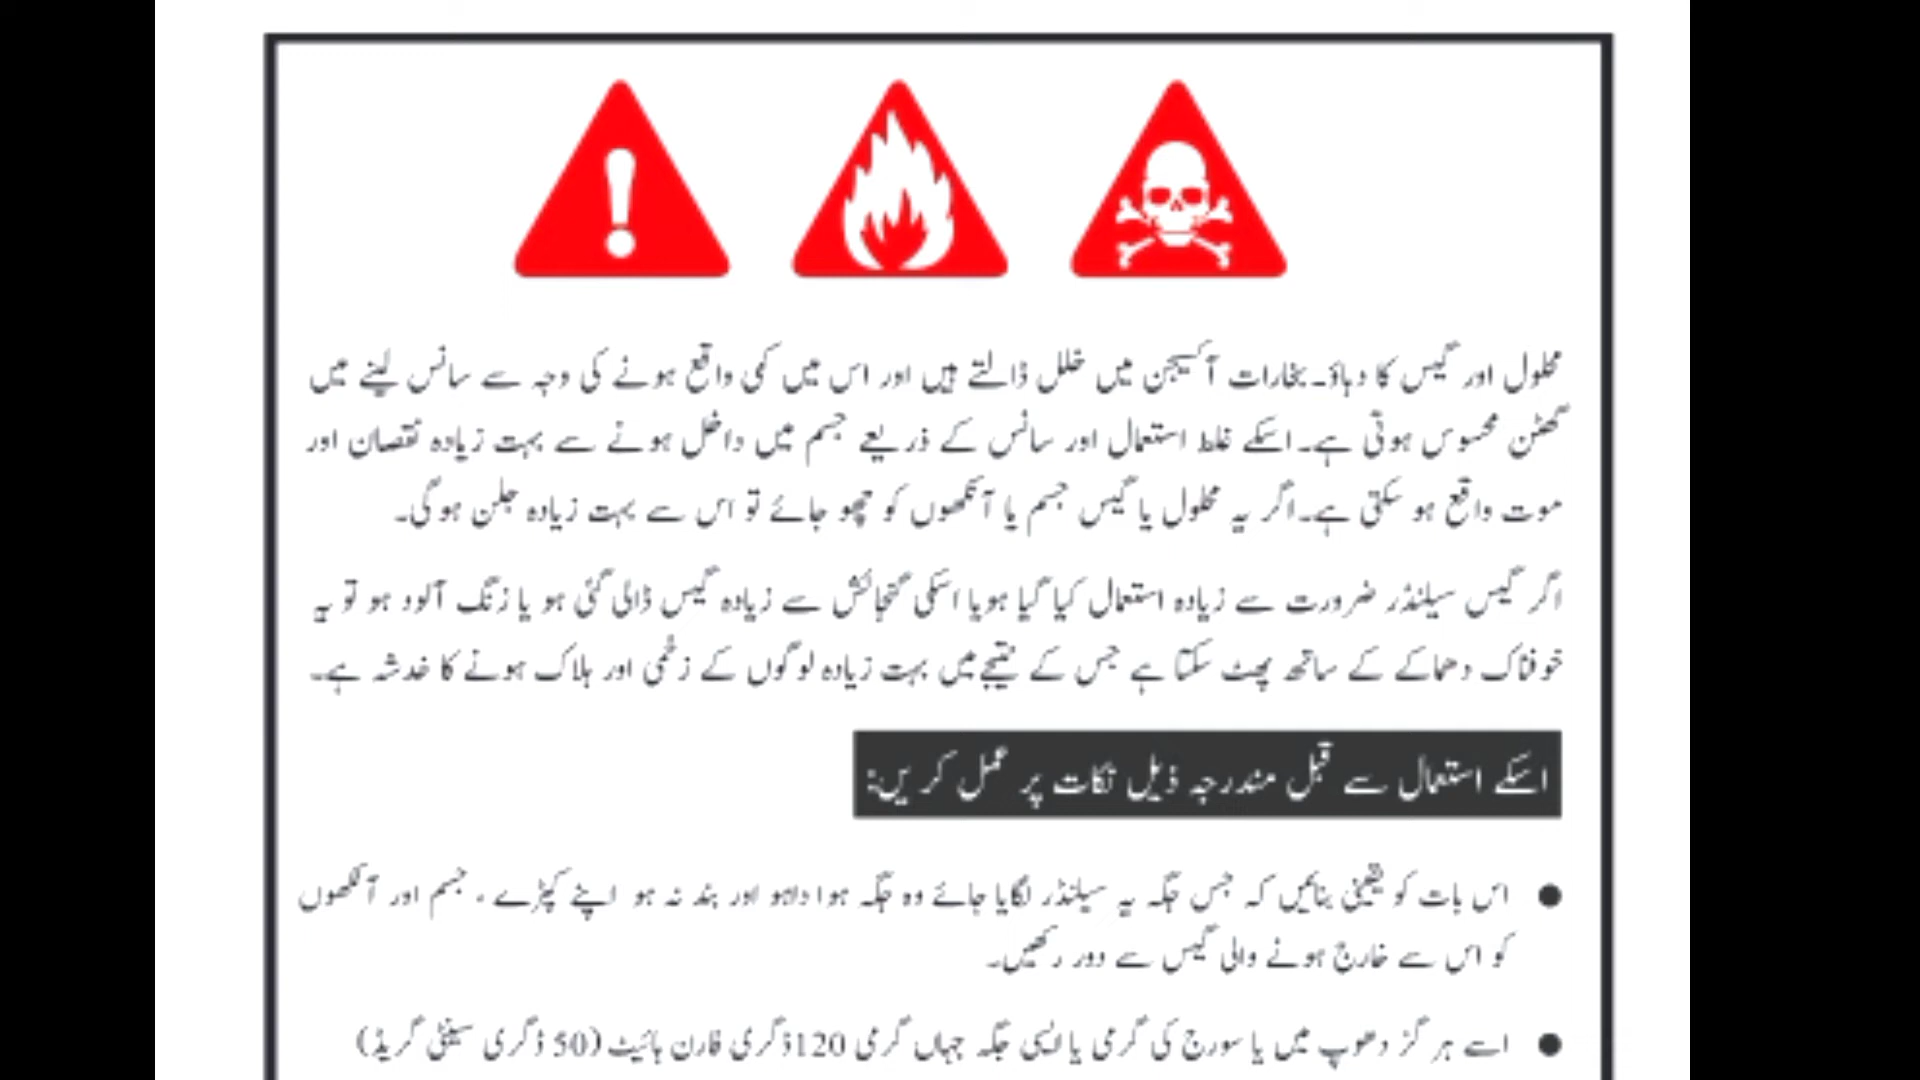 محلول اور گیس کا دباؤ۔بخارات آکسیجن میں خلل ڈالتے ہیں اور اس میں کمی واقع ہونے کی وجہ سے سانس لینے میں
گھٹن محسوس ہوتی ہے۔اسکے غلط استعمال اور سانس کے ذریعے جسم میں داخل ہونے سے بہت زیادہ نقصان اور
موت واقع ہو سکتی ہے۔اگر یہ محلول یا گیس جسم یا آنکھوں کو چھو جائے تو اس سے بہت زیادہ جلن ہوگی۔
اگر گیس سیلنڈر ضرورت سے زیادہ استعمال کیا گیا ہو یا اسکی گنجائش سے زیادہ گیس ڈالی گئی ہو یا زنگ آلود ہو تو یہ
خوفناک دھماکے کے ساتھ پھٹ سکتا ہے جس کے نتیجے میں بہت زیادہ لوگوں کے زخمی اور ہلاک ہونے کا خدشہ ہے۔
اسکے استعمال سے قبل مندرجہ ذیل نکات پر عمل کریں:
● اس بات کو یقینی بنائیں کہ جس جگہ یہ سیلنڈر لگایا جائے وہ جگہ ہوا دار ہو اور بند نہ ہو اپنے کپڑے ، جسم اور آنکھوں
کو اس سے خارج ہونے والی گیس سے دور رکھیں۔
● اسے ہر گز دھوپ میں یا سورج کی گرمی یا ایسی جگہ جہاں گرمی 120ڈگری فارن ہائیٹ (50 ڈگری سینٹی گریڈ)